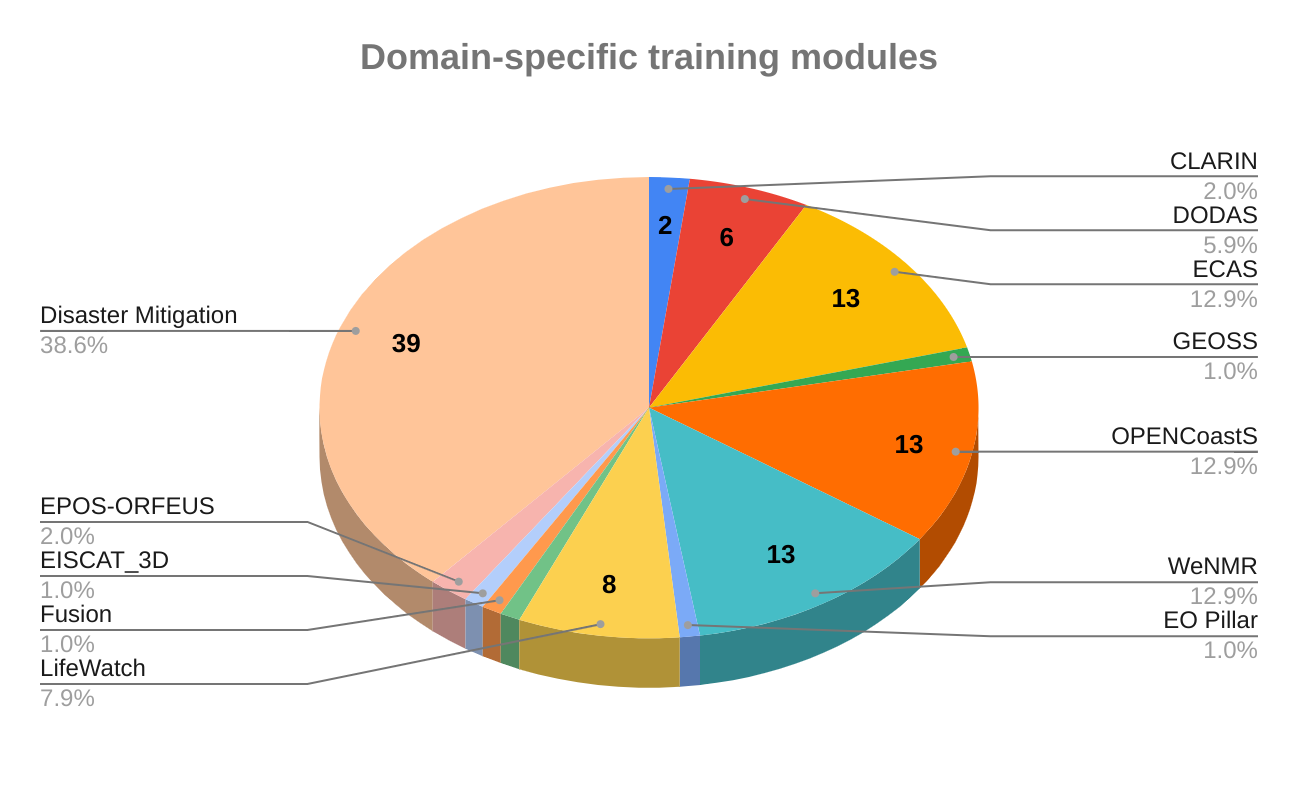 Domain-specific training modules
CLARIN
2.0%
DODAS
5.9%
ECAS
12.9%
GEOSS
1.0%
OPENCoastS
12.9%
WeNMR
12.9%
EO Pillar
1.0%
Disaster Mitigation
38.6%
EPOS-ORFEUS
2.0%
EISCAT_3D
1.0%
Fusion
1.0%
LifeWatch
7.9%
2
6
13
39
13
13
8